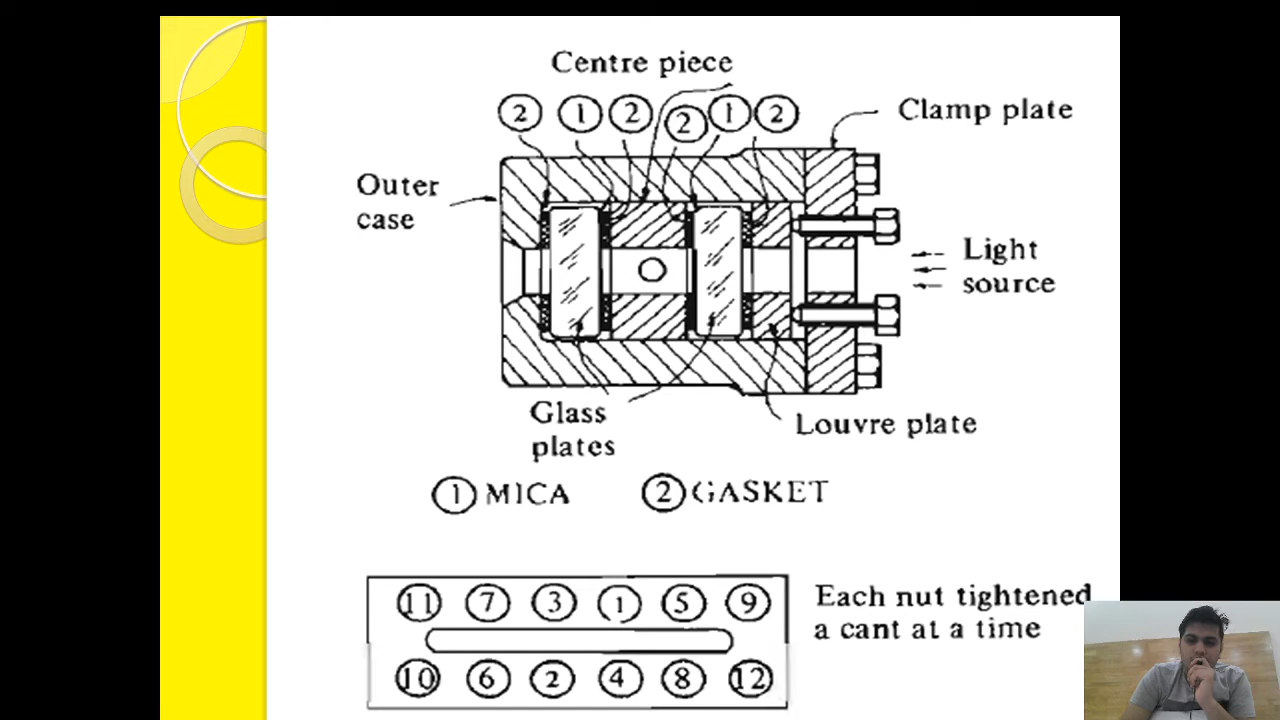 Centre piece
2 1 2 2 1 2
Clamp plate
Outer
case
Light
source
Glass
plates
Louvre plate
1 MICA 2 GASKET
11 7 3 1 5 9
Each nut tightened
a cant at a time
10 6 2 4 8 12